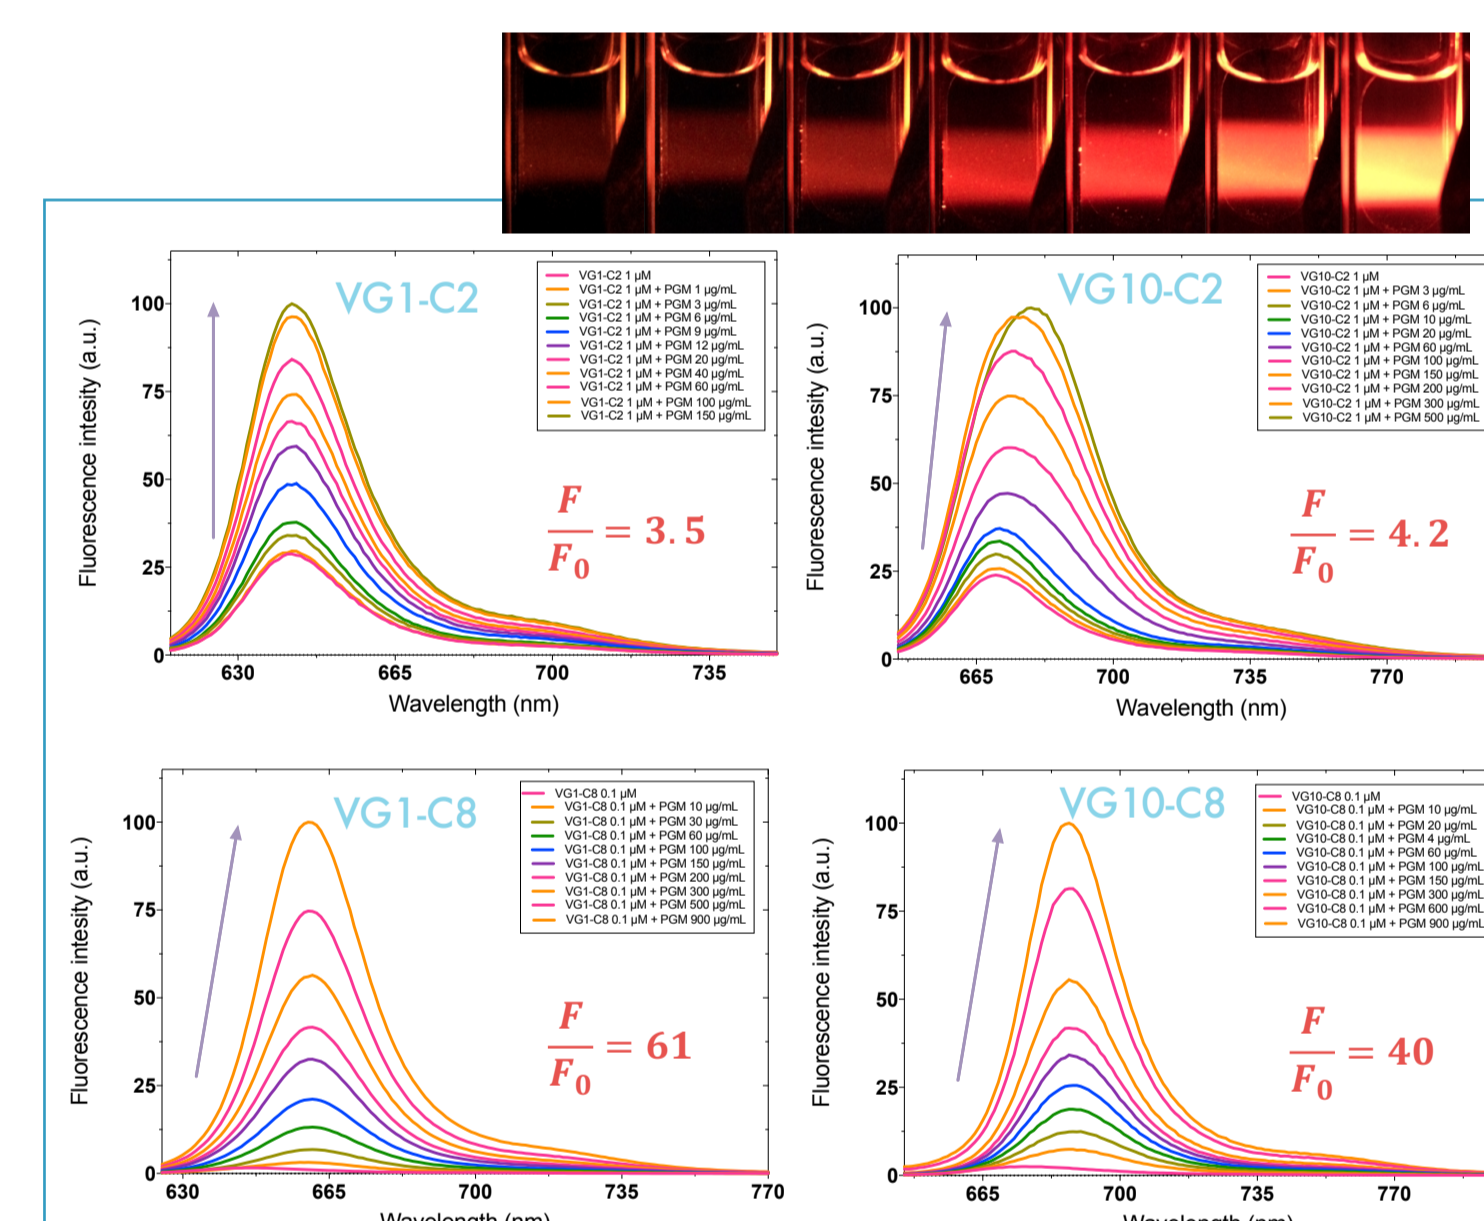 VG1-C2
Fluorescence intesity (a.u.)
100
75
50
25
0
630
665
700
735
Wavelength (nm)
VG1-C2 1 µM
VG1-C2 1 µM + PGM 1 µg/mL
VG1-C2 1 µM + PGM 3 µg/mL
VG1-C2 1 µM + PGM 6 µg/mL
VG1-C2 1 µM + PGM 9 µg/mL
VG1-C2 1 µM + PGM 12 µg/mL
VG1-C2 1 µM + PGM 20 µg/mL
VG1-C2 1 µM + PGM 40 µg/mL
VG1-C2 1 µM + PGM 60 µg/mL
VG1-C2 1 µM + PGM 100 µg/mL
VG1-C2 1 µM + PGM 150 µg/mL
F
F0
= 3.5
VG10-C2
Fluorescence intesity (a.u.)
100
75
50
25
0
665
700
735
770
Wavelength (nm)
VG10-C2 1 µM
VG10-C2 1 µM + PGM 3 µg/mL
VG10-C2 1 µM + PGM 6 µg/mL
VG10-C2 1 µM + PGM 10 µg/mL
VG10-C2 1 µM + PGM 20 µg/mL
VG10-C2 1 µM + PGM 60 µg/mL
VG10-C2 1 µM + PGM 100 µg/mL
VG10-C2 1 µM + PGM 150 µg/mL
VG10-C2 1 µM + PGM 200 µg/mL
VG10-C2 1 µM + PGM 300 µg/mL
VG10-C2 1 µM + PGM 500 µg/mL
F
F0
= 4.2
VG1-C8
Fluorescence intesity (a.u.)
100
75
50
25
0
630
665
700
735
770
Wavelength (nm)
VG1-C8 0.1 µM
VG1-C8 0.1 µM + PGM 10 µg/mL
VG1-C8 0.1 µM + PGM 30 µg/mL
VG1-C8 0.1 µM + PGM 60 µg/mL
VG1-C8 0.1 µM + PGM 100 µg/mL
VG1-C8 0.1 µM + PGM 150 µg/mL
VG1-C8 0.1 µM + PGM 200 µg/mL
VG1-C8 0.1 µM + PGM 300 µg/mL
VG1-C8 0.1 µM + PGM 500 µg/mL
VG1-C8 0.1 µM + PGM 900 µg/mL
F
F0
= 61
VG10-C8
Fluorescence intesity (a.u.)
100
75
50
25
0
665
700
735
770
Wavelength (nm)
VG10-C8 0.1 µM
VG10-C8 0.1 µM + PGM 10 µg/mL
VG10-C8 0.1 µM + PGM 20 µg/mL
VG10-C8 0.1 µM + PGM 4 µg/mL
VG10-C8 0.1 µM + PGM 60 µg/mL
VG10-C8 0.1 µM + PGM 100 µg/mL
VG10-C8 0.1 µM + PGM 150 µg/mL
VG10-C8 0.1 µM + PGM 300 µg/mL
VG10-C8 0.1 µM + PGM 600 µg/mL
VG10-C8 0.1 µM + PGM 900 µg/mL
F
F0
= 40